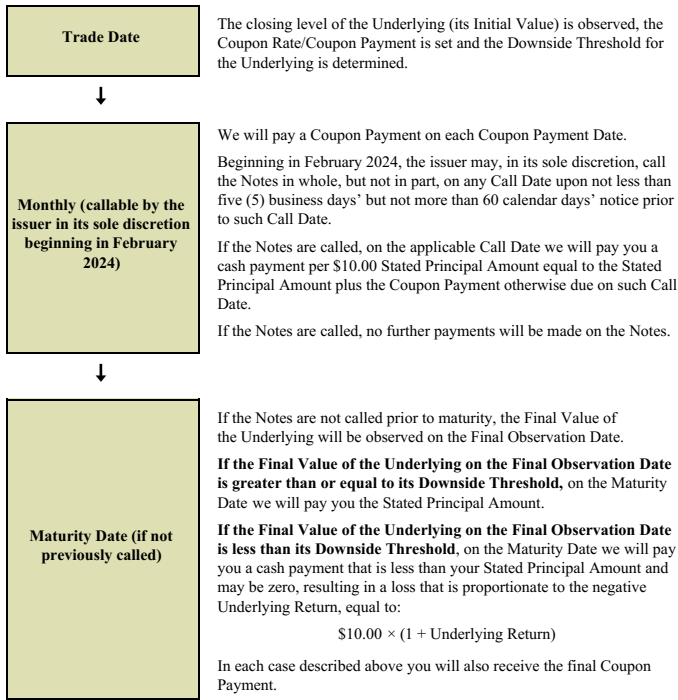 Trade Date
The closing level of the Underlying (its Initial Value) is observed, the
Coupon Rate/Coupon Payment is set and the Downside Threshold for
the Underlying is determined.
↓
Monthly (callable by the
issuer in its sole discretion
beginning in February
2024)
We will pay a Coupon Payment on each Coupon Payment Date.
Beginning in February 2024, the issuer may, in its sole discretion, call
the Notes in whole, but not in part, on any Call Date upon not less than
five (5) business days’ but not more than 60 calendar days’ notice prior
to such Call Date.
If the Notes are called, on the applicable Call Date we will pay you a
cash payment per $10.00 Stated Principal Amount equal to the Stated
Principal Amount plus the Coupon Payment otherwise due on such Call
Date.
If the Notes are called, no further payments will be made on the Notes.
↓
Maturity Date (if not
previously called)
If the Notes are not called prior to maturity, the Final Value of
the Underlying will be observed on the Final Observation Date.
If the Final Value of the Underlying on the Final Observation Date
is greater than or equal to its Downside Threshold, on the Maturity
Date we will pay you the Stated Principal Amount.
If the Final Value of the Underlying on the Final Observation Date
is less than its Downside Threshold, on the Maturity Date we will pay
you a cash payment that is less than your Stated Principal Amount and
may be zero, resulting in a loss that is proportionate to the negative
Underlying Return, equal to:
$10.00 × (1 + Underlying Return)
In each case described above you will also receive the final Coupon
Payment.